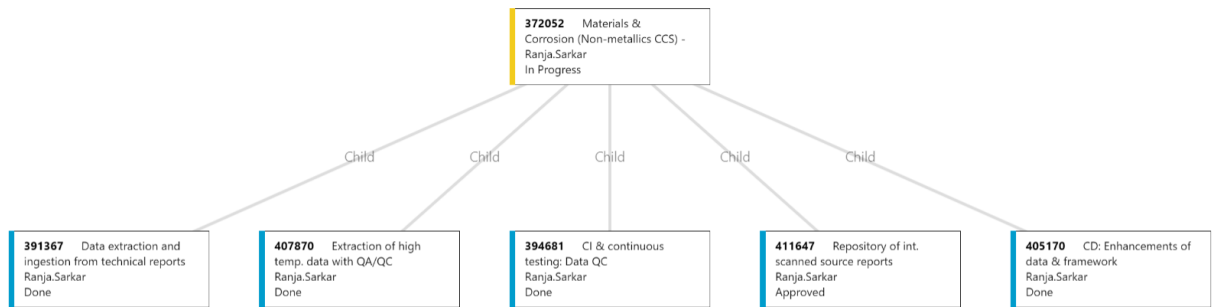 372052 Materials &
Corrosion (Non-metallics CCS) -
Ranja.Sarkar
In Progress
Child
Child
Child
Child
Child
391367 Data extraction and
ingestion from technical reports
Ranja.Sarkar
Done
407870 Extraction of high
temp. data with QA/QC
Ranja.Sarkar
Done
394681 CI & continuous
testing: Data QC
Ranja.Sarkar
Done
411647 Repository of int.
scanned source reports
Ranja.Sarkar
Approved
405170 CD: Enhancements of
data & framework
Ranja.Sarkar
Done